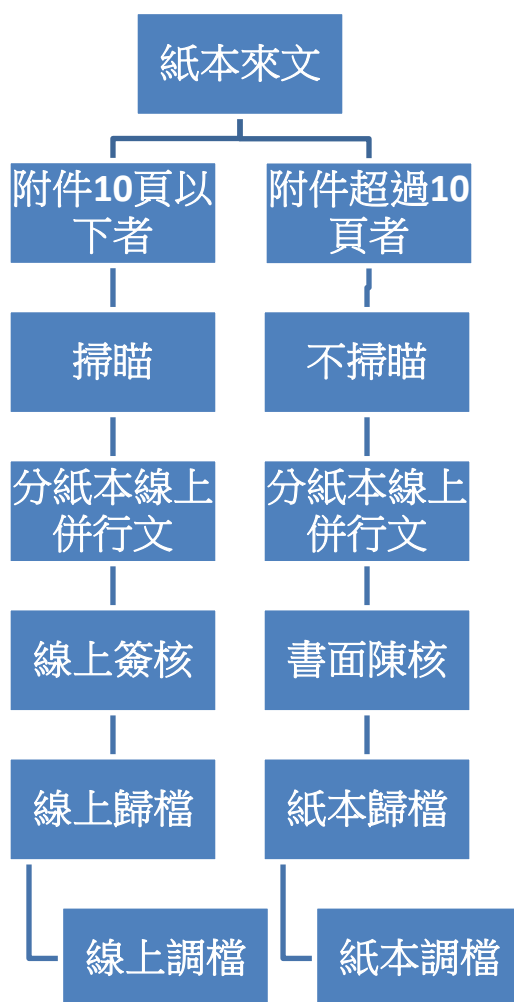 紙本來文
附件10頁以
下者
附件超過10
頁者
掃瞄
不掃瞄
分紙本線上
併行文
分紙本線上
併行文
線上簽核
書面陳核
線上歸檔
紙本歸檔
線上調檔
紙本調檔